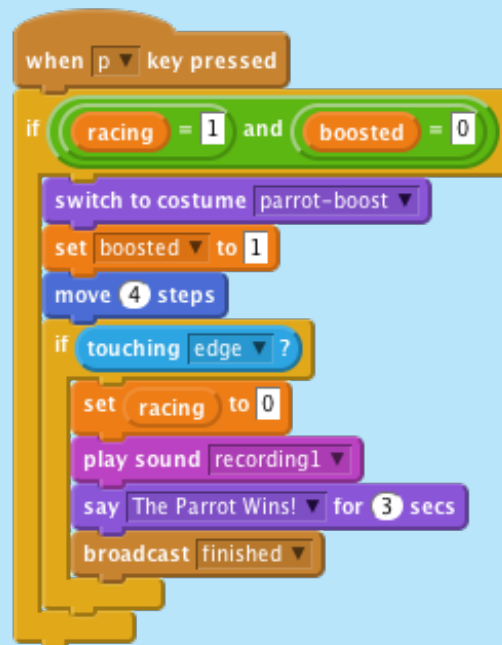 when p key pressed
if racing = 1 and boosted = 0
switch to costume parrot-boost
set boosted to 1
move 4 steps
if touching edge ?
set racing to 0
play sound recording1
say The Parrot Wins! for 3 secs
broadcast finished